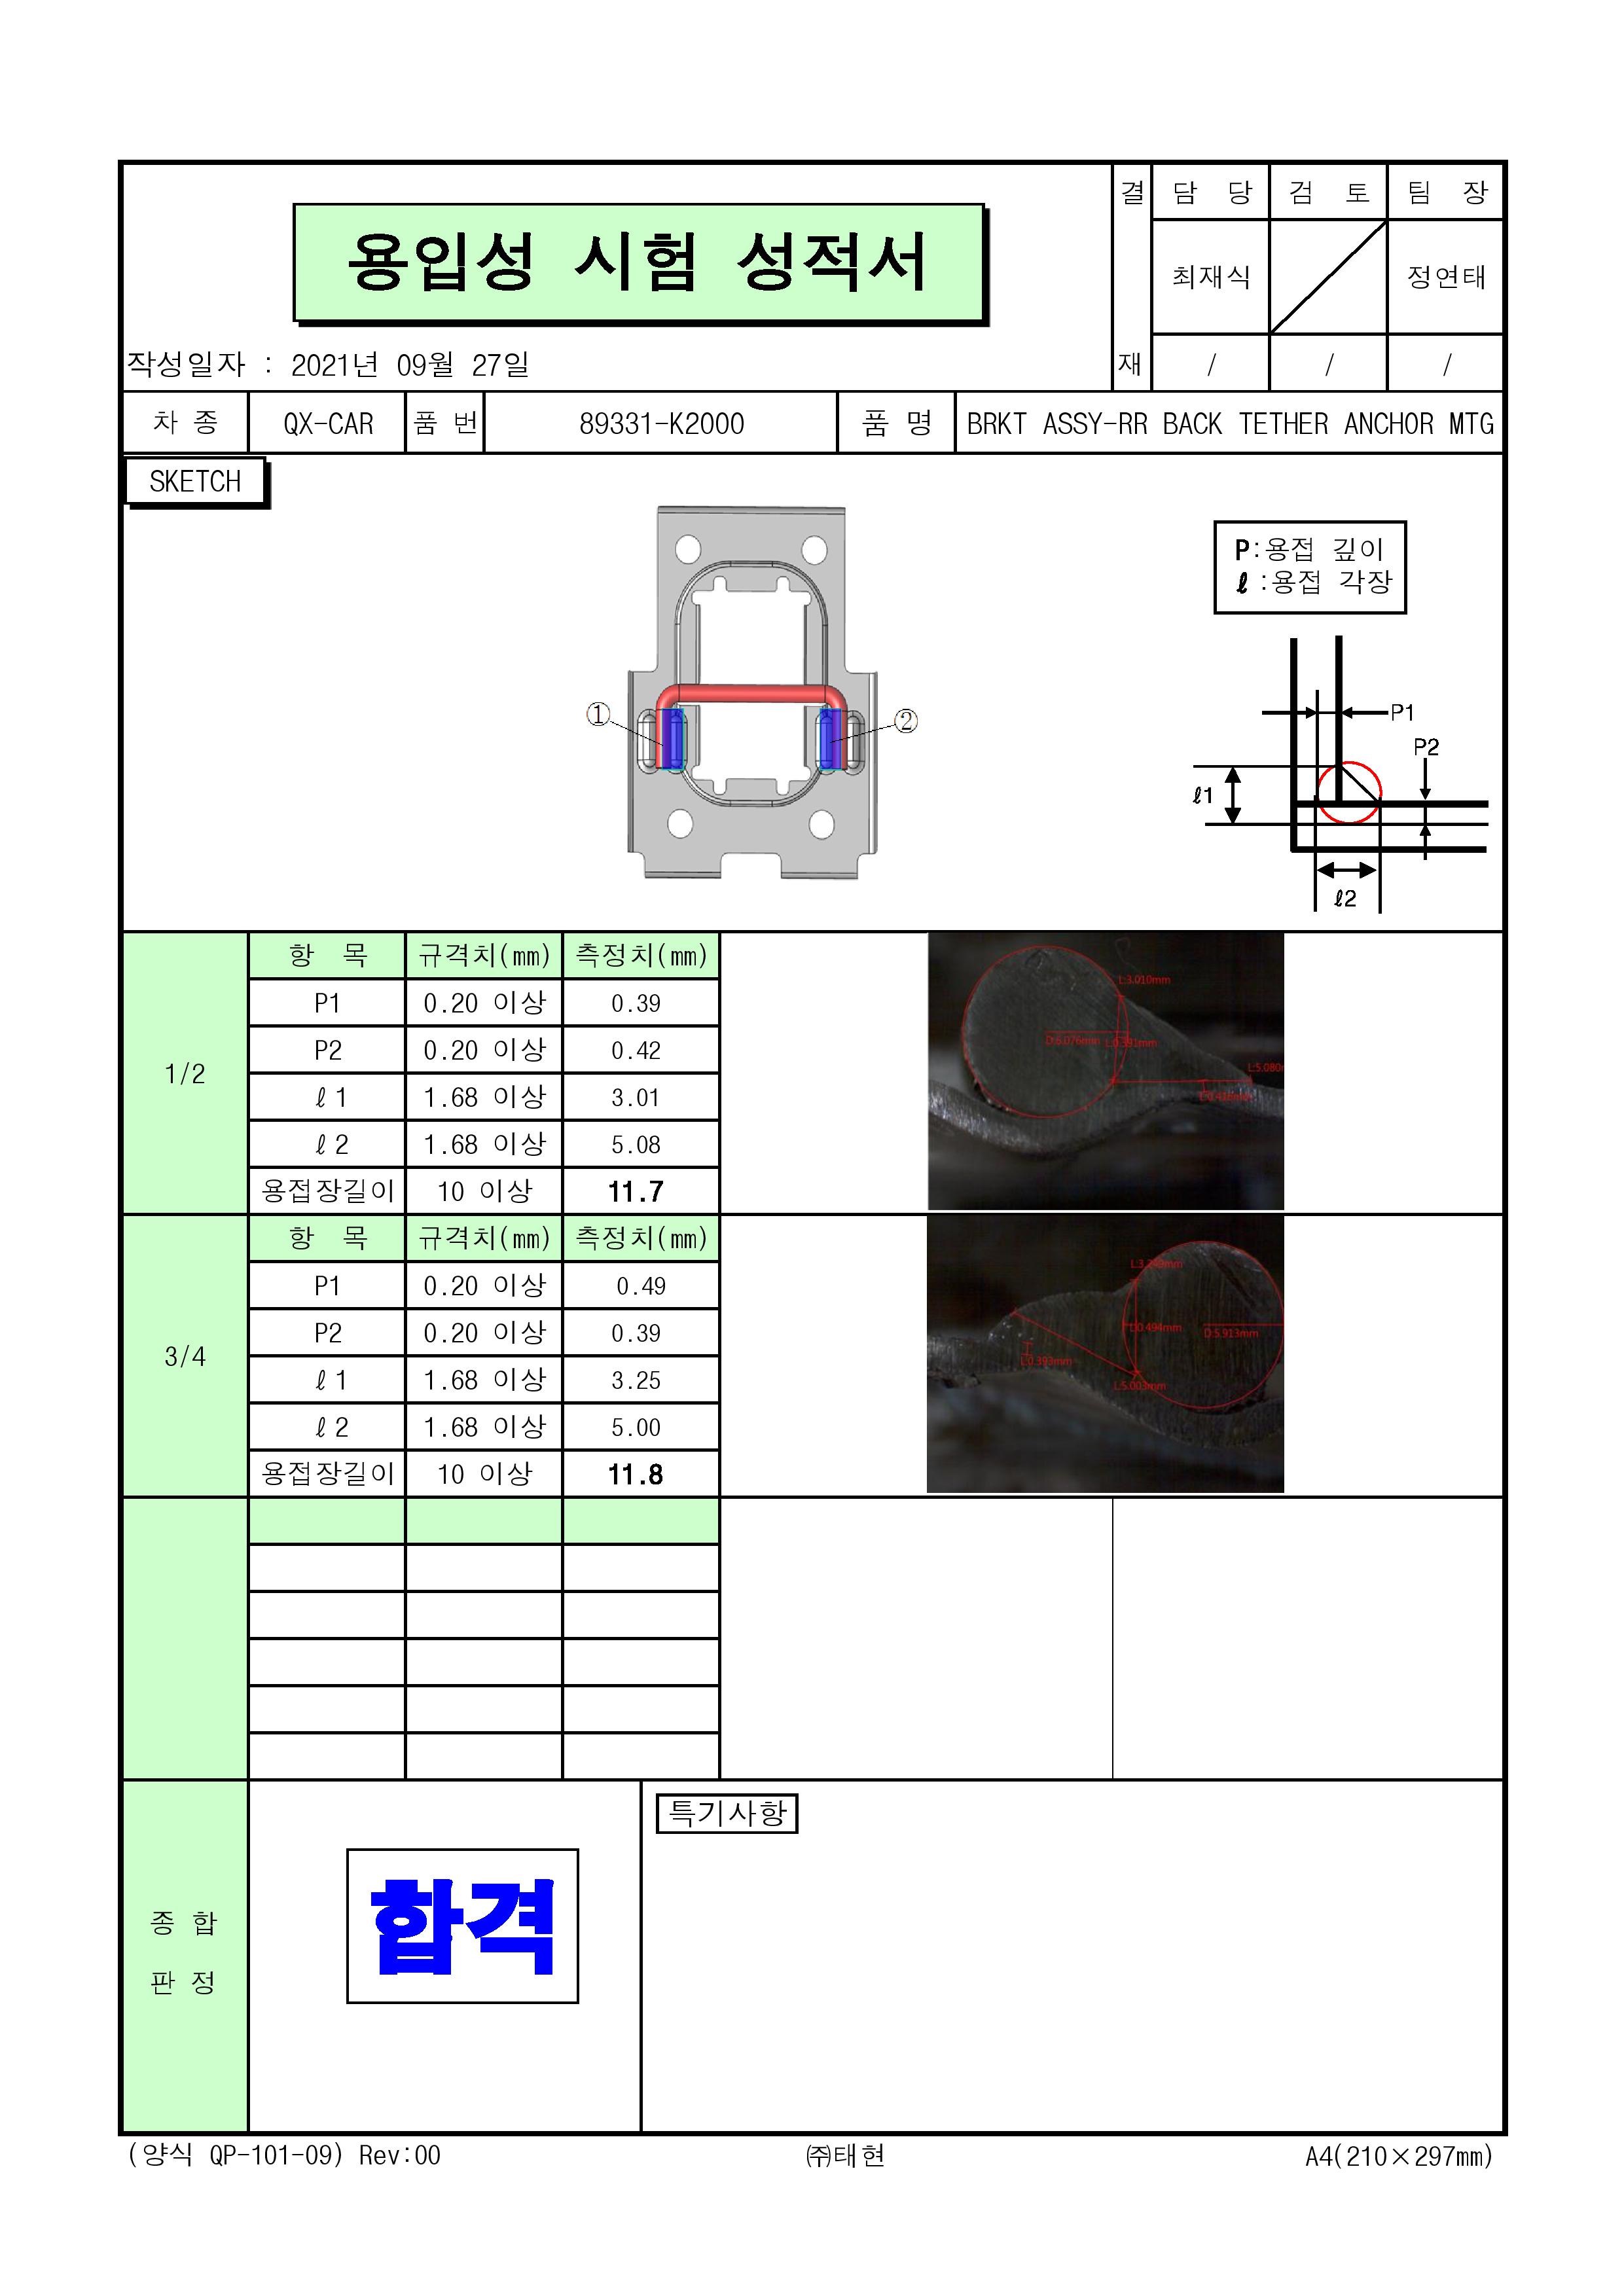 용입성 시험 성적서
결 재
담 당 검 토 팀 장
최재식 정연태
/ / /
작성일자 : 2021년 09월 27일
차 종 QX-CAR 품 번 89331-K2000 품 명 BRKT ASSY-RR BACK TETHER ANCHOR MTG
SKETCH
P:용접 깊이
ℓ :용접 각장
① ②
P1
P2
ℓ1
ℓ2
1/2
항 목 규격치(㎜) 측정치(㎜)
P1 0.20 이상 0.39
P2 0.20 이상 0.42
ℓ1 1.68 이상 3.01
ℓ2 1.68 이상 5.08
용접장길이 10 이상 11.7
L:3.010mm
D:6.076mm L:0.391mm
L:5.080
3/4
항 목 규격치(㎜) 측정치(㎜)
P1 0.20 이상 0.49
P2 0.20 이상 0.39
ℓ1 1.68 이상 3.25
ℓ2 1.68 이상 5.00
용접장길이 10 이상 11.8
L:0.494mm
D:5.913mm
L:0.393mm
L:5.003mm
종 합
판 정
합격
특기사항
(양식 QP-101-09) Rev:00 ㈜태현 A4(210×297㎜)